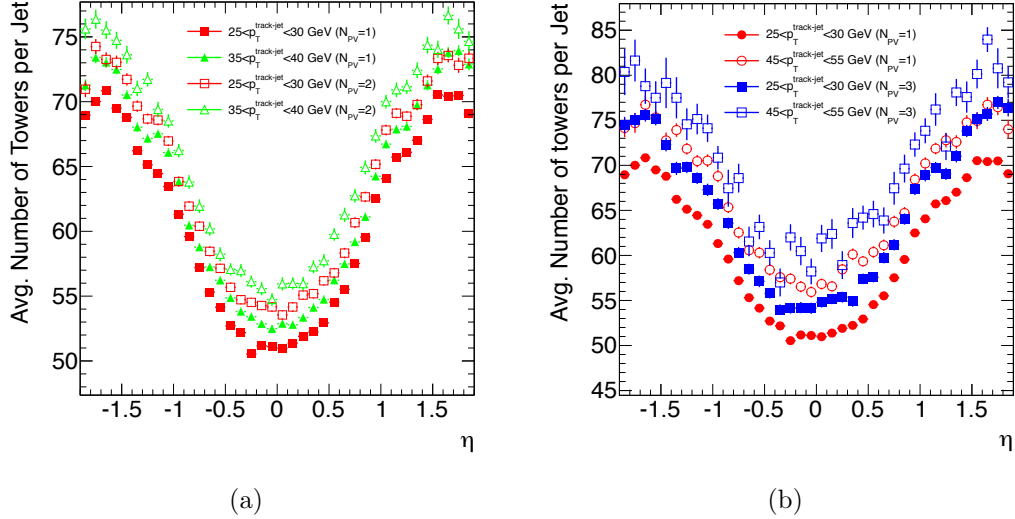 Avg. Number of Towers per Jet
75
70
65
60
55
50
25<p_T^track-jet<30 GeV (N_PV=1)
35<p_T^track-jet<40 GeV (N_PV=1)
25<p_T^track-jet<30 GeV (N_PV=2)
35<p_T^track-jet<40 GeV (N_PV=2)
-1.5 -1 -0.5 0 0.5 1 1.5
η
(a)
Avg. Number of towers per Jet
85
80
75
70
65
60
55
50
45
25<p_T^track-jet<30 GeV (N_PV=1)
45<p_T^track-jet<55 GeV (N_PV=1)
25<p_T^track-jet<30 GeV (N_PV=3)
45<p_T^track-jet<55 GeV (N_PV=3)
-1.5 -1 -0.5 0 0.5 1 1.5
η
(b)